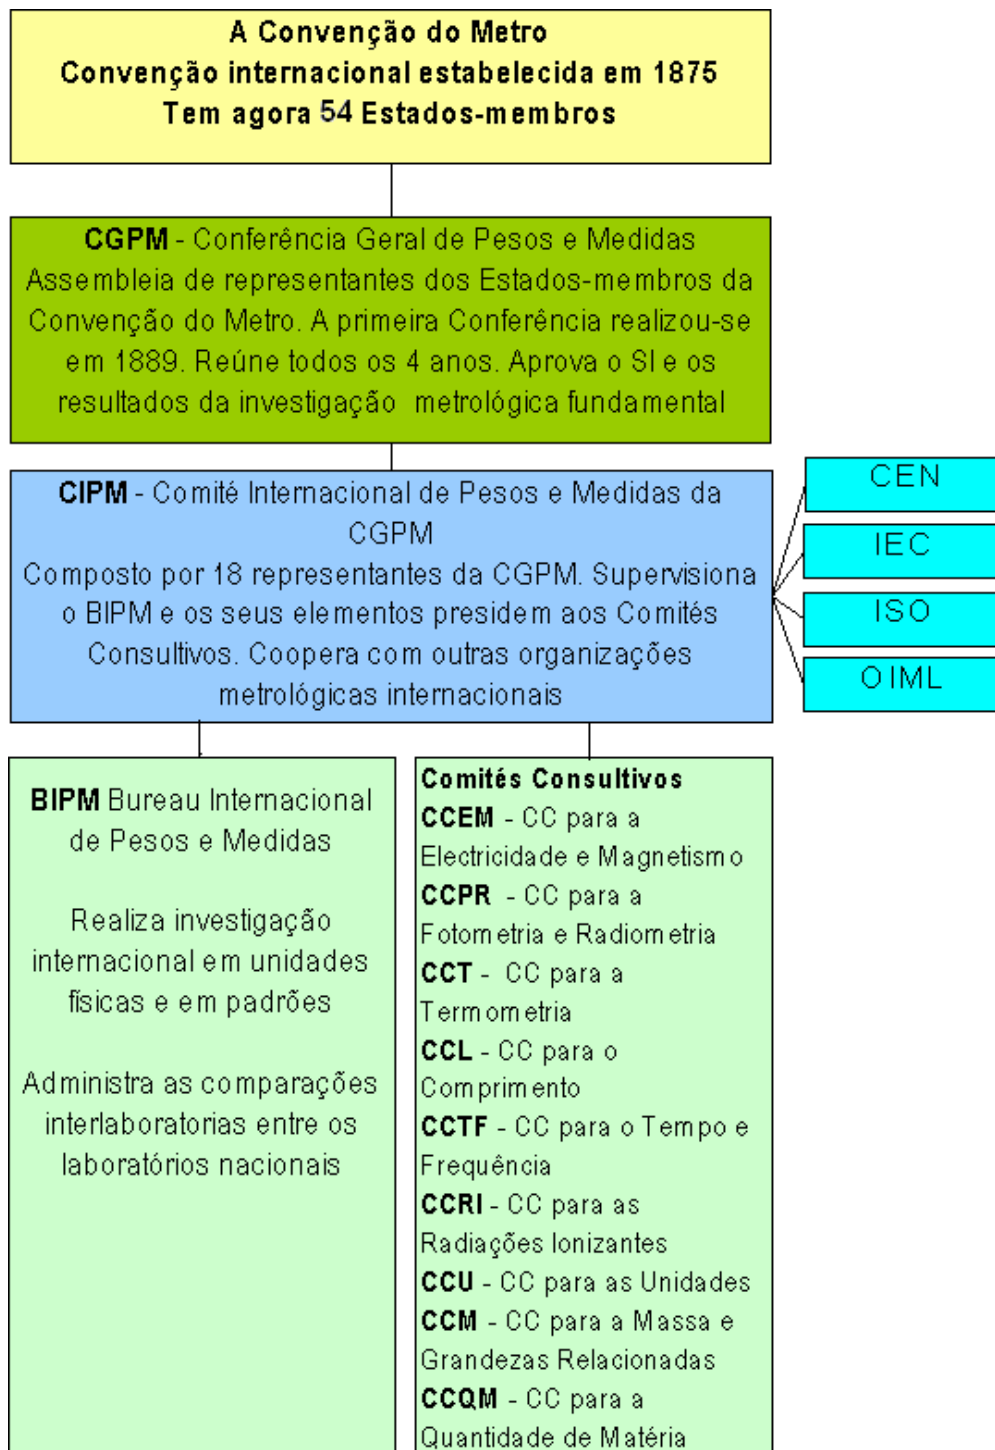 A Convenção do Metro
Convenção internacional estabelecida em 1875
Tem agora 54 Estados-membros
CGPM - Conferência Geral de Pesos e Medidas
Assembleia de representantes dos Estados-membros da
Convenção do Metro. A primeira Conferência realizou-se
em 1889. Reúne todos os 4 anos. Aprova o SI e os
resultados da investigação metrológica fundamental
CIPM - Comité Internacional de Pesos e Medidas da
CGPM
Composto por 18 representantes da CGPM. Supervisiona
o BIPM e os seus elementos presidem aos Comités
Consultivos. Coopera com outras organizações
metrológicas internacionais
CEN
IEC
ISO
OIML
BIPM Bureau Internacional
de Pesos e Medidas
Realiza investigação
internacional em unidades
físicas e em padrões
Administra as comparações
interlaboratorias entre os
laboratórios nacionais
Comités Consultivos
CCEM - CC para a
Electricidade e Magnetismo
CCPR - CC para a
Fotometria e Radiometria
CCT - CC para a
Termometria
CCL - CC para o
Comprimento
CCTF - CC para o Tempo e
Frequência
CCRI - CC para as
Radiações Ionizantes
CCU - CC para as Unidades
CCM - CC para a Massa e
Grandezas Relacionadas
CCQM - CC para a
Quantidade de Matéria